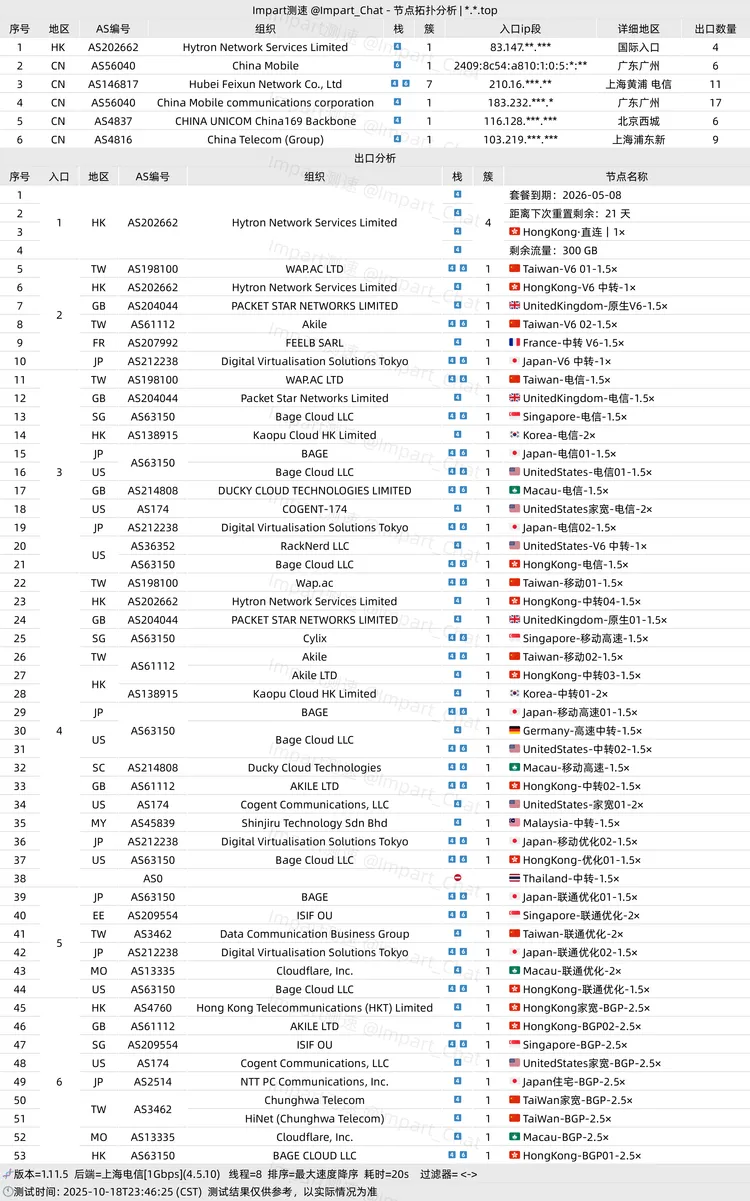 Impart测速 @Impart_Chat - 节点拓扑分析 | *.*.top
序号 地区 AS编号 组织 栈 簇 入口ip段 详细地区 出口数量
1 HK AS202662 Hytron Network Services Limited 4 1 83.147.**.*** 国际入口 4
2 CN AS56040 China Mobile 6 1 2409:8c54:a810:1:0:5:*:** 广东广州 6
3 CN AS146817 Hubei Feixun Network Co., Ltd 4 6 7 210.16.***.** 上海黄浦 电信 11
4 CN AS56040 China Mobile communications corporation 4 1 183.232.***.* 广东广州 17
5 CN AS4837 CHINA UNICOM China169 Backbone 4 1 116.128.***.*** 北京西城 6
6 CN AS4816 China Telecom (Group) 4 1 103.219.***.*** 上海浦东新 9
出口分析
序号 入口 地区 AS编号 组织 栈 簇 节点名称
1 1 HK AS202662 Hytron Network Services Limited 4 4 套餐到期：2026-05-08
2 4 距离下次重置剩余：21 天
3 4 HongKong·直连｜1×
4 4 剩余流量：300 GB
5 2 TW AS198100 WAP.AC LTD 4 6 1 Taiwan-V6 01-1.5×
6 HK AS202662 Hytron Network Services Limited 4 1 HongKong-V6 中转-1×
7 GB AS204044 PACKET STAR NETWORKS LIMITED 4 1 UnitedKingdom-原生V6-1.5×
8 TW AS61112 Akile 4 6 1 Taiwan-V6 02-1.5×
9 FR AS207992 FEELB SARL 4 1 France-中转 V6-1.5×
10 JP AS212238 Digital Virtualisation Solutions Tokyo 4 6 1 Japan-V6 中转-1×
11 3 TW AS198100 WAP.AC LTD 4 6 1 Taiwan-电信-1.5×
12 GB AS204044 Packet Star Networks Limited 4 1 UnitedKingdom-电信-1.5×
13 SG AS63150 Bage Cloud LLC 4 6 1 Singapore-电信-1.5×
14 HK AS138915 Kaopu Cloud HK Limited 4 1 Korea-电信-2×
15 JP AS63150 BAGE 4 6 1 Japan-电信01-1.5×
16 US Bage Cloud LLC 4 6 1 UnitedStates-电信01-1.5×
17 GB AS214808 DUCKY CLOUD TECHNOLOGIES LIMITED 4 6 1 Macau-电信-1.5×
18 US AS174 COGENT-174 4 1 UnitedStates家宽-电信-2×
19 JP AS212238 Digital Virtualisation Solutions Tokyo 4 6 1 Japan-电信02-1.5×
20 US AS36352 RackNerd LLC 4 1 UnitedStates-V6 中转-1×
21 AS63150 Bage Cloud LLC 4 6 1 HongKong-电信-1.5×
22 4 TW AS198100 Wap.ac 4 6 1 Taiwan-移动01-1.5×
23 HK AS202662 Hytron Network Services Limited 4 1 HongKong-中转04-1.5×
24 GB AS204044 PACKET STAR NETWORKS LIMITED 4 1 UnitedKingdom-原生01-1.5×
25 SG AS63150 Cylix 4 6 1 Singapore-移动高速-1.5×
26 TW AS61112 Akile 4 6 1 Taiwan-移动02-1.5×
27 HK Akile LTD 4 1 HongKong-中转03-1.5×
28 AS138915 Kaopu Cloud HK Limited 4 1 Korea-中转01-2×
29 JP AS63150 BAGE 4 6 1 Japan-移动高速01-1.5×
30 US Bage Cloud LLC 4 1 Germany-高速中转-1.5×
31 4 6 1 UnitedStates-中转02-1.5×
32 SC AS214808 Ducky Cloud Technologies 4 6 1 Macau-移动高速-1.5×
33 GB AS61112 AKILE LTD 4 6 1 HongKong-中转02-1.5×
34 US AS174 Cogent Communications, LLC 4 1 UnitedStates-家宽01-2×
35 MY AS45839 Shinjiru Technology Sdn Bhd 4 1 Malaysia-中转-1.5×
36 JP AS212238 Digital Virtualisation Solutions Tokyo 4 6 1 Japan-移动优化02-1.5×
37 US AS63150 Bage Cloud LLC 4 6 1 HongKong-优化01-1.5×
38 AS0 Thailand-中转-1.5×
39 5 JP AS63150 BAGE 4 6 1 Japan-联通优化01-1.5×
40 EE AS209554 ISIF OU 4 6 1 Singapore-联通优化-2×
41 TW AS3462 Data Communication Business Group 4 1 Taiwan-联通优化-2×
42 JP AS212238 Digital Virtualisation Solutions Tokyo 4 6 1 Japan-联通优化02-1.5×
43 MO AS13335 Cloudflare, Inc. 4 1 Macau-联通优化-2×
44 US AS63150 Bage Cloud LLC 4 6 1 HongKong-联通优化-1.5×
45 6 HK AS4760 Hong Kong Telecommunications (HKT) Limited 4 1 HongKong家宽-BGP-2.5×
46 GB AS61112 AKILE LTD 4 1 HongKong-BGP02-2.5×
47 SG AS209554 ISIF OU 4 6 1 Singapore-BGP-2.5×
48 US AS174 Cogent Communications, LLC 4 1 UnitedStates家宽-BGP-2.5×
49 JP AS2514 NTT PC Communications, Inc. 4 1 Japan住宅-BGP-2.5×
50 TW AS3462 Chunghwa Telecom 4 1 TaiWan家宽-BGP-2.5×
51 HiNet (Chunghwa Telecom) 4 1 TaiWan-BGP-2.5×
52 MO AS13335 Cloudflare, Inc. 4 1 Macau-BGP-2.5×
53 HK AS63150 BAGE CLOUD LLC 4 6 1 HongKong-BGP01-2.5×
版本=1.11.5 后端=上海电信[1Gbps](4.5.10) 线程=8 排序=最大速度降序 耗时=20s 过滤器= <->
测试时间: 2025-10-18T23:46:25 (CST) 测试结果仅供参考，以实际情况为准